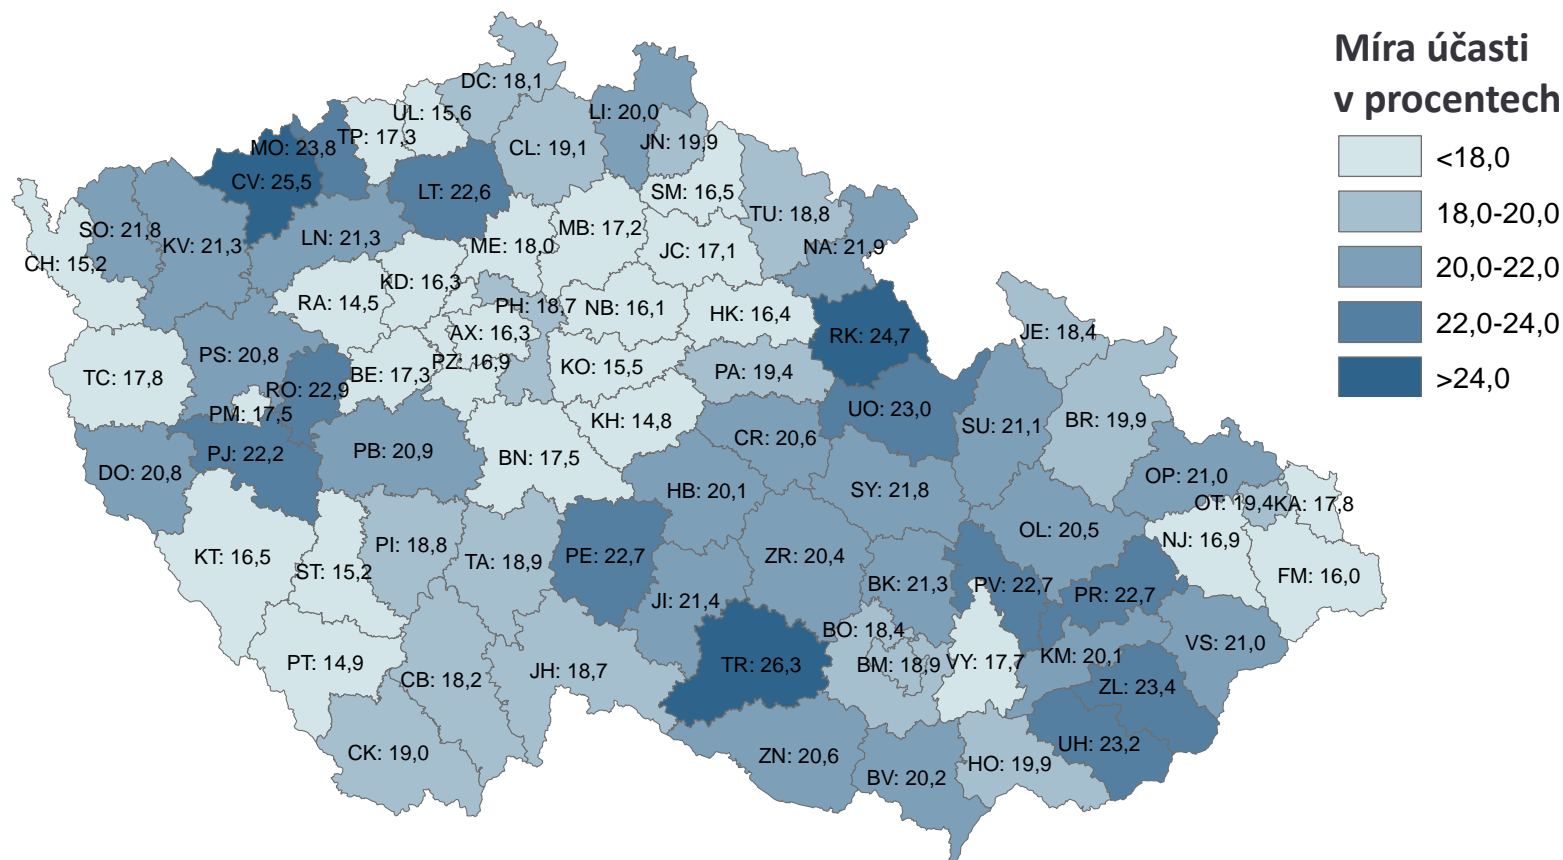 Míra účasti
v procentech
<18,0
18,0-20,0
20,0-22,0
22,0-24,0
>24,0
DC: 18,1
UL: 15,6
LI: 20,0
TP: 17,3
MO: 23,8
CL: 19,1
JN: 19,9
CV: 25,5
LT: 22,6
SM: 16,5
TU: 18,8
SO: 21,8
KV: 21,3
LN: 21,3
ME: 18,0
MB: 17,2
JC: 17,1
NA: 21,9
CH: 15,2
KD: 16,3
RA: 14,5
PH: 18,7
NB: 16,1
HK: 16,4
AX: 16,3
RK: 24,7
JE: 18,4
PS: 20,8
PZ: 16,9
KO: 15,5
PA: 19,4
TC: 17,8
BE: 17,3
RO: 22,9
PM: 17,5
UO: 23,0
KH: 14,8
SU: 21,1
BR: 19,9
CR: 20,6
PJ: 22,2
PB: 20,9
BN: 17,5
DO: 20,8
OP: 21,0
HB: 20,1
SY: 21,8
OT: 19,4
KA: 17,8
OL: 20,5
NJ: 16,9
KT: 16,5
PI: 18,8
TA: 18,9
PE: 22,7
ZR: 20,4
ST: 15,2
FM: 16,0
BK: 21,3
PV: 22,7
PR: 22,7
JI: 21,4
BO: 18,4
VS: 21,0
PT: 14,9
CB: 18,2
JH: 18,7
TR: 26,3
BM: 18,9
VY: 17,7
KM: 20,1
ZL: 23,4
CK: 19,0
ZN: 20,6
UH: 23,2
BV: 20,2
HO: 19,9